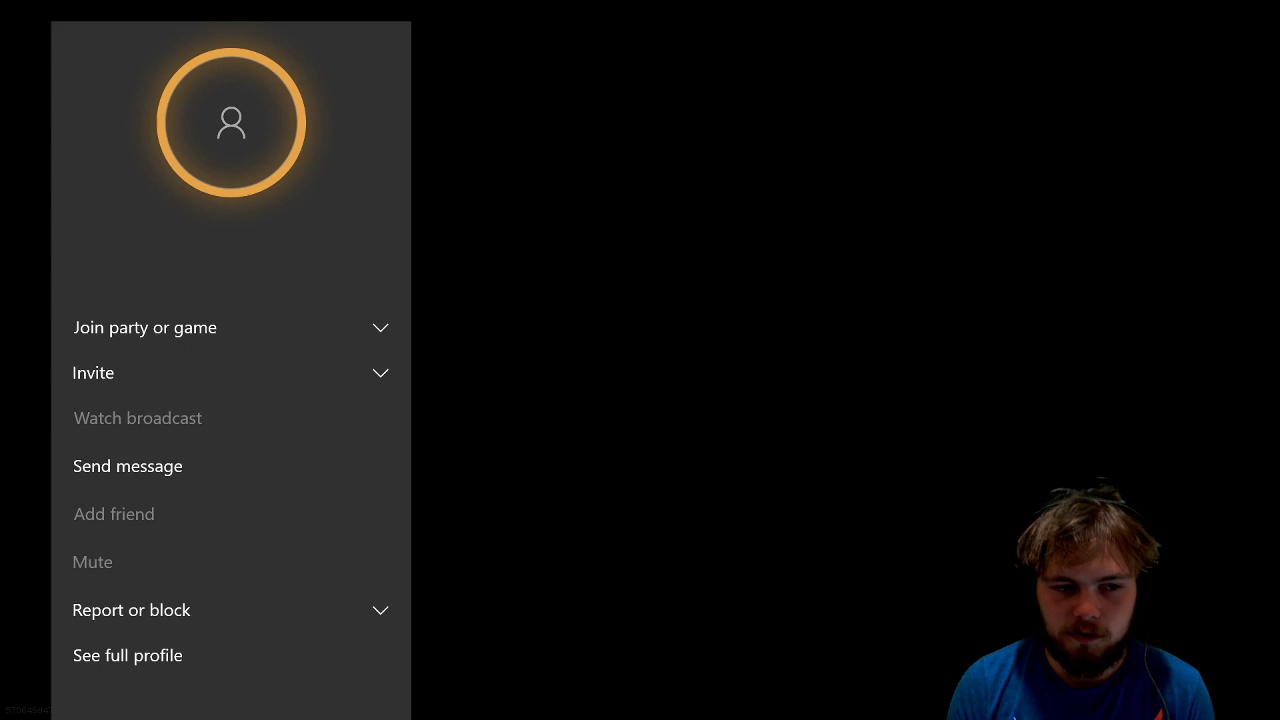 Join party or game
Invite
Watch broadcast
Send message
Add friend
Mute
Report or block
See full profile